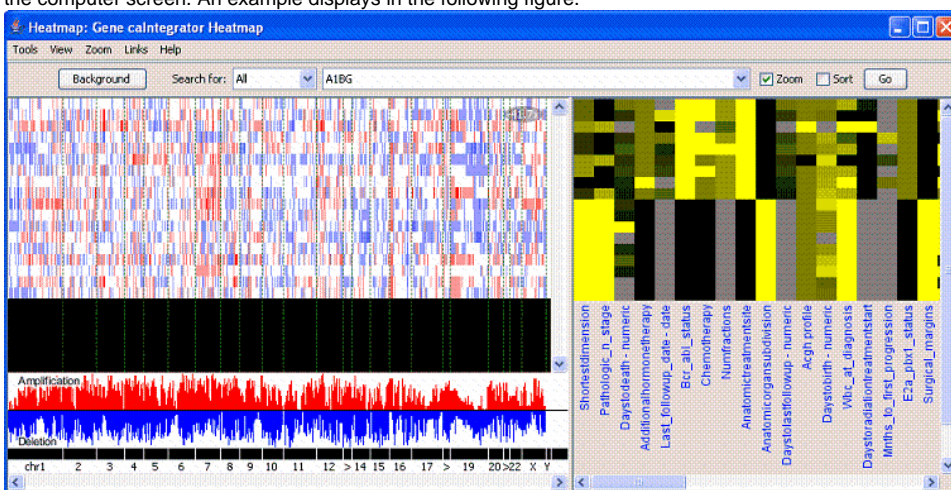 the computer screen. An example displays in the following figure.
Heatmap: Gene caIntegrator Heatmap
Tools View Zoom Links Help
Background Search for: All A1BG Zoom Sort Go
Amplification
Deletion
chr1 2 3 4 5 6 7 8 9 10 11 12 > 14 15 16 17 > 19 20 >22 X Y
Shortestdimension
Pathologic_n_stage
Daystodeath - numeric
Additionalhormonetherapy
Last_followup_date - date
Bcr_abl_status
Chemotherapy
Numfractions
Anatomictreatmentsite
Anatomicorgansubdivision
Daystolastfollowup - numeric
Acgh profile
Daystobirth - numeric
Wbc_at_diagnosis
Daystoradiationtreatmentstart
Mnths_to_first_progression
E2a_pbx1_status
Surgical_margins